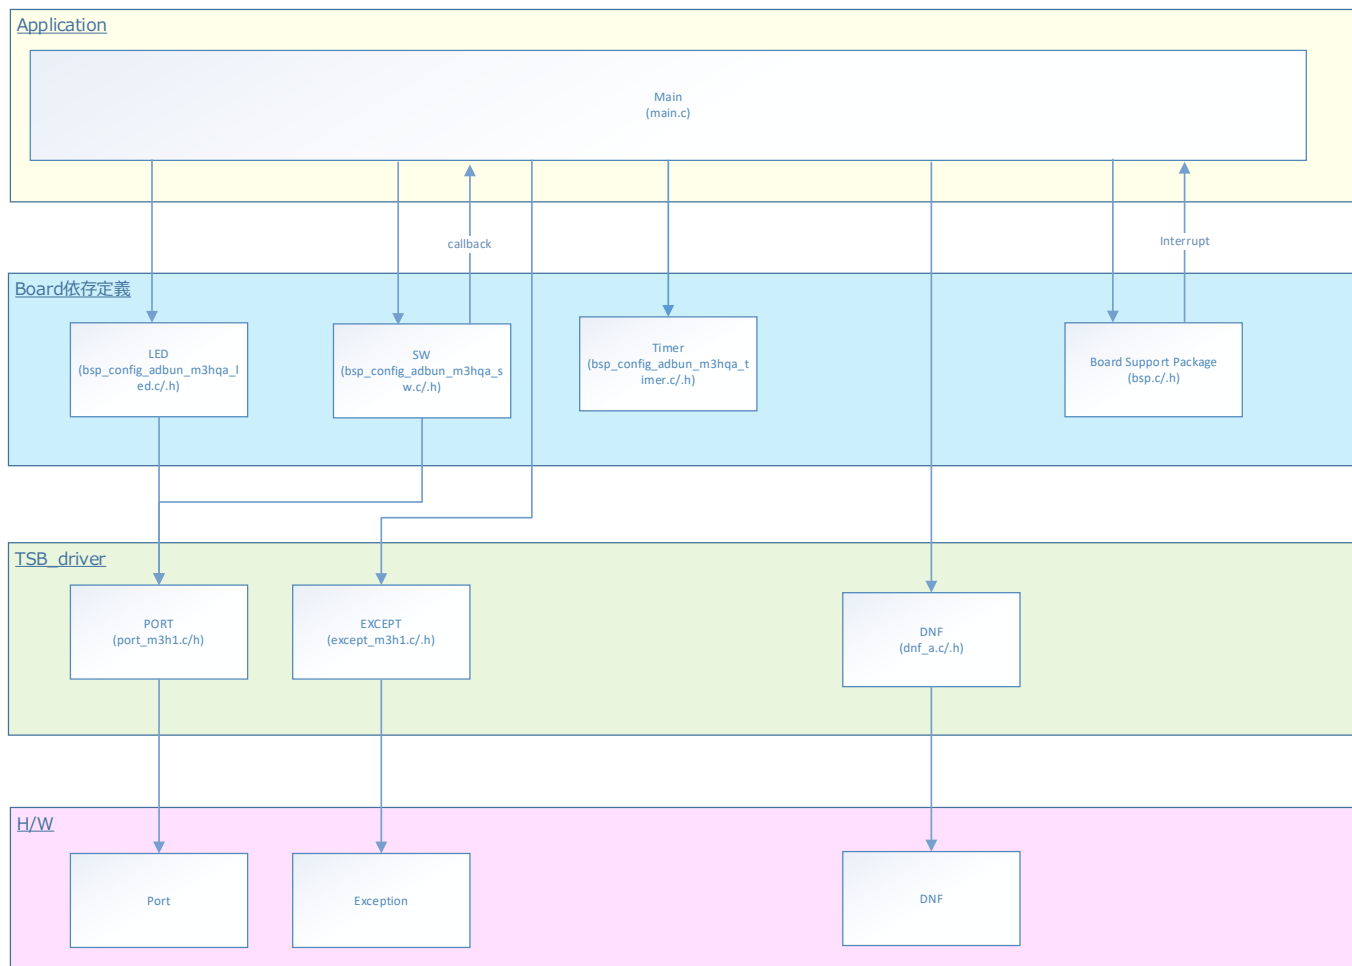 Application
Main
(main.c)
callback
Interrupt
Board依存定義
LED
(bsp_config_adbun_m3hqa_l
ed.c/.h)
SW
(bsp_config_adbun_m3hqa_s
w.c/.h)
Timer
(bsp_config_adbun_m3hqa_t
imer.c/.h)
Board Support Package
(bsp.c/.h)
TSB_driver
PORT
(port_m3h1.c/h)
EXCEPT
(except_m3h1.c/.h)
DNF
(dnf_a.c/.h)
H/W
Port
Exception
DNF